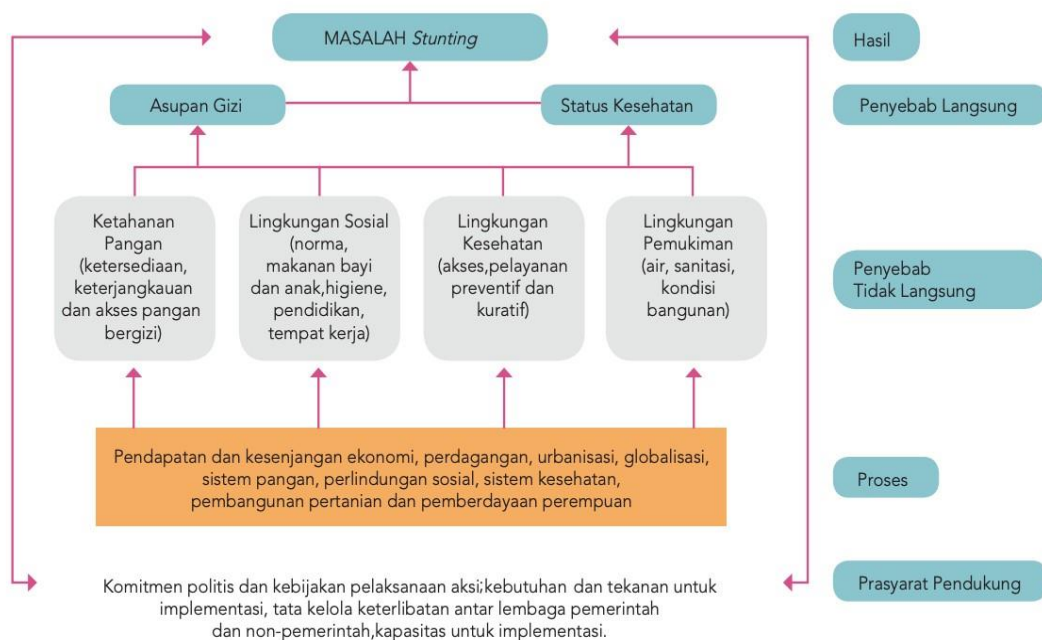 MASALAH Stunting
Hasil
Asupan Gizi
Status Kesehatan
Penyebab Langsung
Ketahanan
Pangan
(ketersediaan,
keterjangkauan
dan akses pangan
bergizi)
Lingkungan Sosial
(norma,
makanan bayi
dan anak,higiene,
pendidikan,
tempat kerja)
Lingkungan
Kesehatan
(akses,pelayanan
preventif dan
kuratif)
Lingkungan
Pemukiman
(air, sanitasi,
kondisi
bangunan)
Penyebab
Tidak Langsung
Pendapatan dan kesenjangan ekonomi, perdagangan, urbanisasi, globalisasi,
sistem pangan, perlindungan sosial, sistem kesehatan,
pembangunan pertanian dan pemberdayaan perempuan
Proses
Komitmen politis dan kebijakan pelaksanaan aksi;kebutuhan dan tekanan untuk
implementasi, tata kelola keterlibatan antar lembaga pemerintah
dan non-pemerintah,kapasitas untuk implementasi.
Prasyarat Pendukung